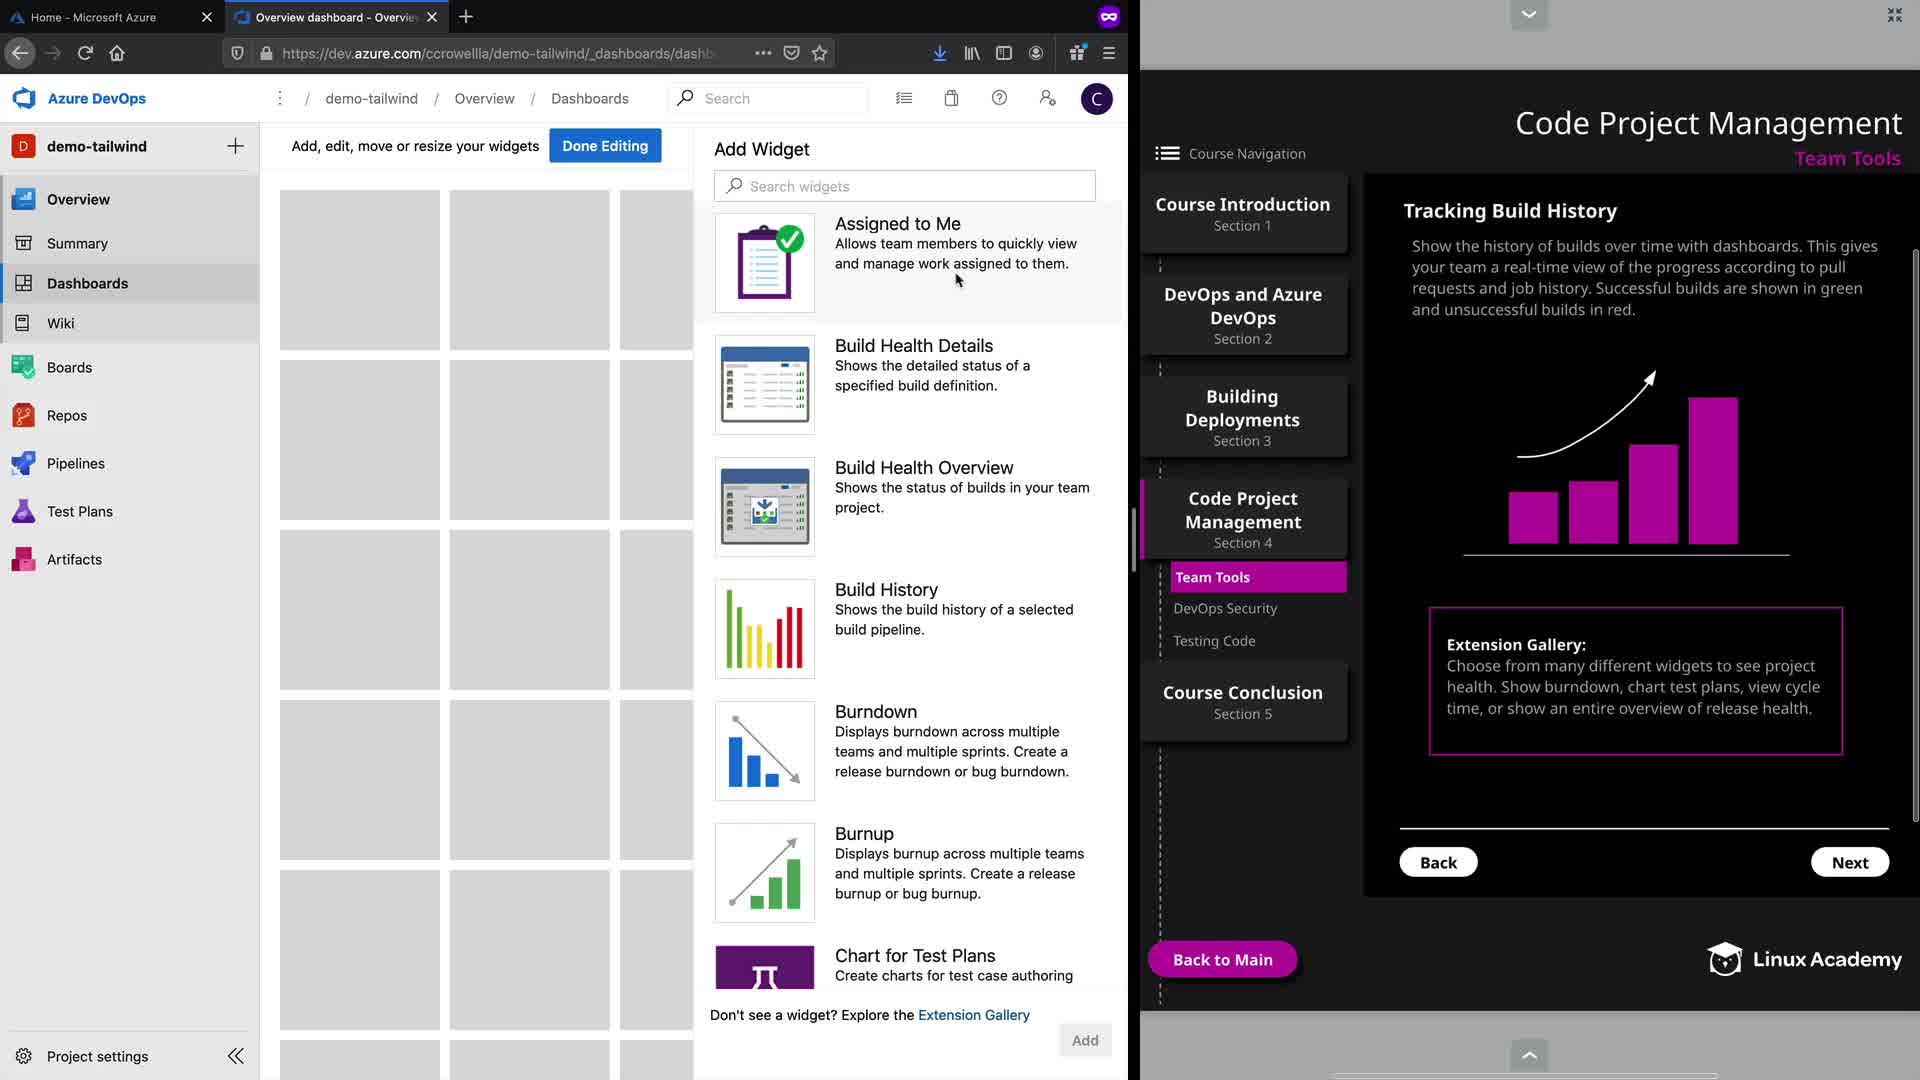 Home - Microsoft Azure
Overview dashboard - Overvie
https://dev.azure.com/ccrowellla/demo-tailwind/_dashboards/dashb
Azure DevOps
demo-tailwind / Overview / Dashboards
Search
C
D demo-tailwind
Add, edit, move or resize your widgets
Done Editing
Overview
Summary
Dashboards
Wiki
Boards
Repos
Pipelines
Test Plans
Artifacts
Project settings
Add Widget
Search widgets
Assigned to Me
Allows team members to quickly view
and manage work assigned to them.
Build Health Details
Shows the detailed status of a
specified build definition.
Build Health Overview
Shows the status of builds in your team
project.
Build History
Shows the build history of a selected
build pipeline.
Burndown
Displays burndown across multiple
teams and multiple sprints. Create a
release burndown or bug burndown.
Burnup
Displays burnup across multiple teams
and multiple sprints. Create a release
burnup or bug burnup.
Chart for Test Plans
Create charts for test case authoring
Don't see a widget? Explore the Extension Gallery
Add
Code Project Management
Team Tools
Course Navigation
Course Introduction
Section 1
DevOps and Azure
DevOps
Section 2
Building
Deployments
Section 3
Code Project
Management
Section 4
Team Tools
DevOps Security
Testing Code
Course Conclusion
Section 5
Back to Main
Tracking Build History
Show the history of builds over time with dashboards. This gives
your team a real-time view of the progress according to pull
requests and job history. Successful builds are shown in green
and unsuccessful builds in red.
Extension Gallery:
Choose from many different widgets to see project
health. Show burndown, chart test plans, view cycle
time, or show an entire overview of release health.
Back
Next
Linux Academy